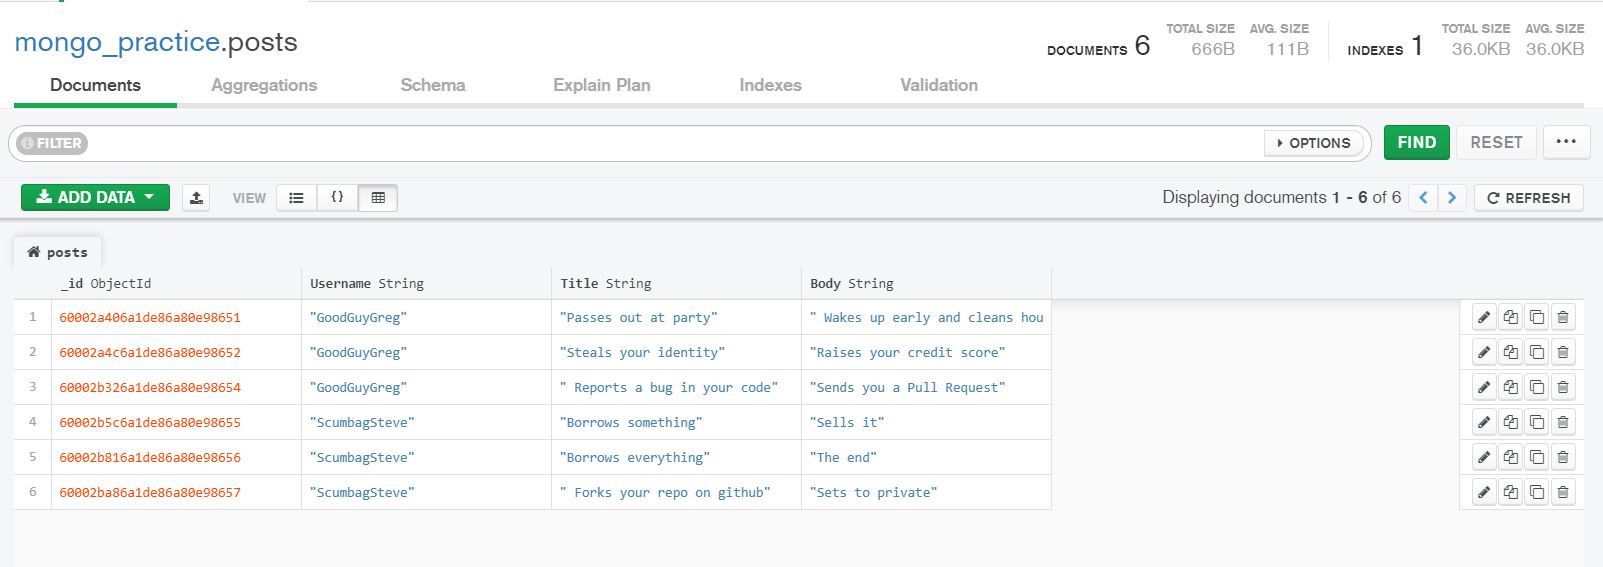 mongo_practice.posts
DOCUMENTS 6 TOTAL SIZE 666B AVG. SIZE 111B INDEXES 1 TOTAL SIZE 36.0KB AVG. SIZE 36.0KB
Documents Aggregations Schema Explain Plan Indexes Validation
FILTER OPTIONS FIND RESET ...
ADD DATA VIEW {} Displaying documents 1 - 6 of 6 REFRESH
posts
_id ObjectId Username String Title String Body String
1 60002a406a1de86a80e98651 "GoodGuyGreg" "Passes out at party" " Wakes up early and cleans hou
2 60002a4c6a1de86a80e98652 "GoodGuyGreg" "Steals your identity" "Raises your credit score"
3 60002b326a1de86a80e98654 "GoodGuyGreg" " Reports a bug in your code" "Sends you a Pull Request"
4 60002b5c6a1de86a80e98655 "ScumbagSteve" "Borrows something" "Sells it"
5 60002b816a1de86a80e98656 "ScumbagSteve" "Borrows everything" "The end"
6 60002ba86a1de86a80e98657 "ScumbagSteve" " Forks your repo on github" "Sets to private"